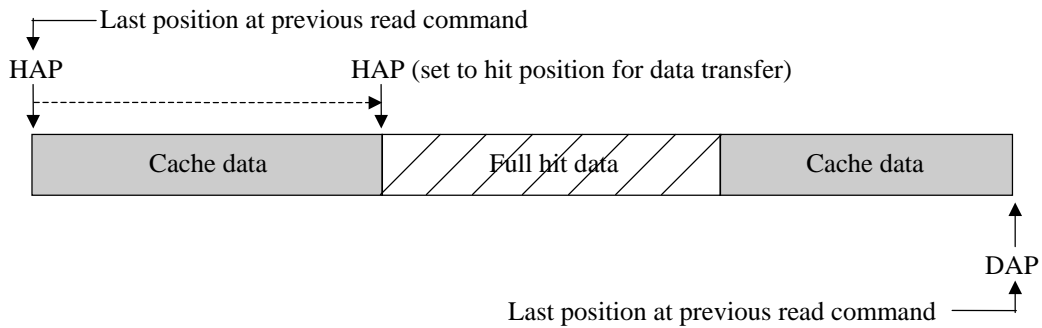 Last position at previous read command
HAP
HAP (set to hit position for data transfer)
Cache data
Full hit data
Cache data
DAP
Last position at previous read command